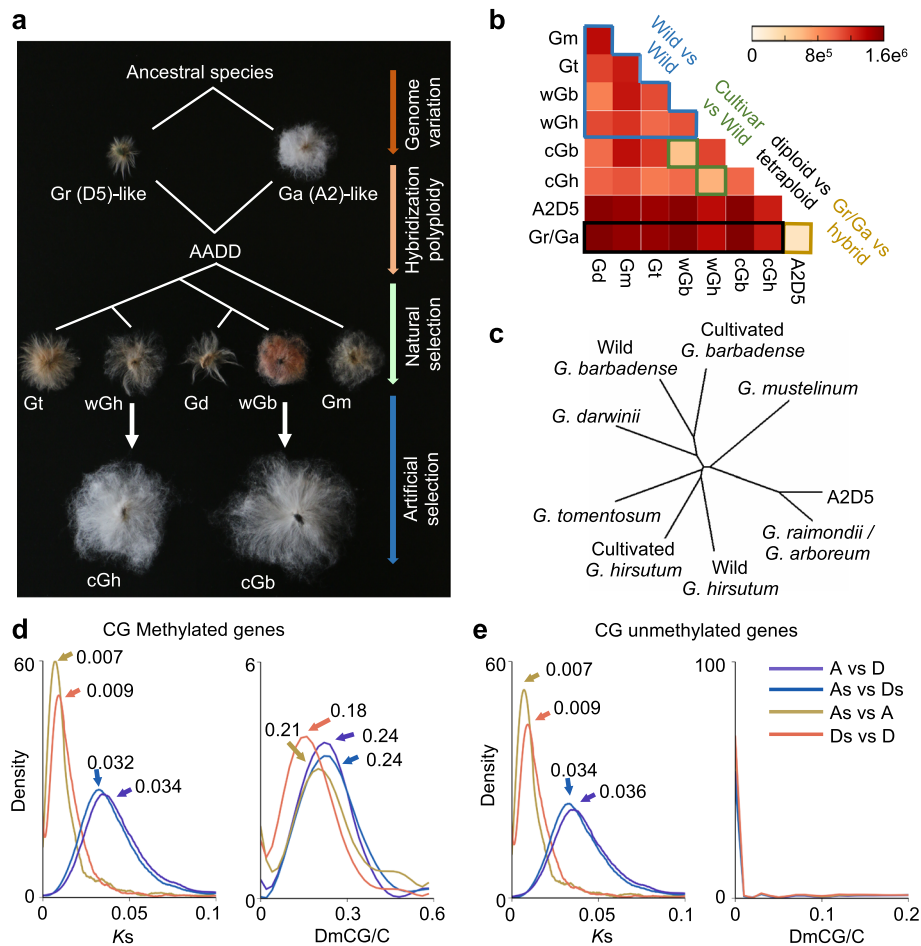 a
Ancestral species
Gr (D5)-like
Ga (A2)-like
AADD
Gt
wGh
Gd
wGb
Gm
cGh
cGb
Genome variation
Hybridization polyploidy
Natural selection
Artificial selection
b
0
8e5
1.6e6
Wild vs Wild
Cultivar vs Wild
diploid vs tetraploid
Gr/Ga vs hybrid
Gm
Gt
wGb
wGh
cGb
cGh
A2D5
Gr/Ga
Gd
Gm
Gt
wGb
wGh
cGb
cGh
A2D5
c
Wild
G. barbadense
Cultivated
G. barbadense
G. mustelinum
G. darwinii
A2D5
G. raimondii /
G. arboreum
G. tomentosum
Cultivated
G. hirsutum
Wild
G. hirsutum
d
CG Methylated genes
60
0
Density
0.007
0.009
0.032
0.034
0
0.05
0.1
Ks
6
0
0.21
0.18
0.24
0.24
0
0.3
0.6
DmCG/C
e
CG unmethylated genes
60
0
Density
0.007
0.009
0.034
0.036
0
0.05
0.1
Ks
100
0
A vs D
As vs Ds
As vs A
Ds vs D
0
0.2
DmCG/C